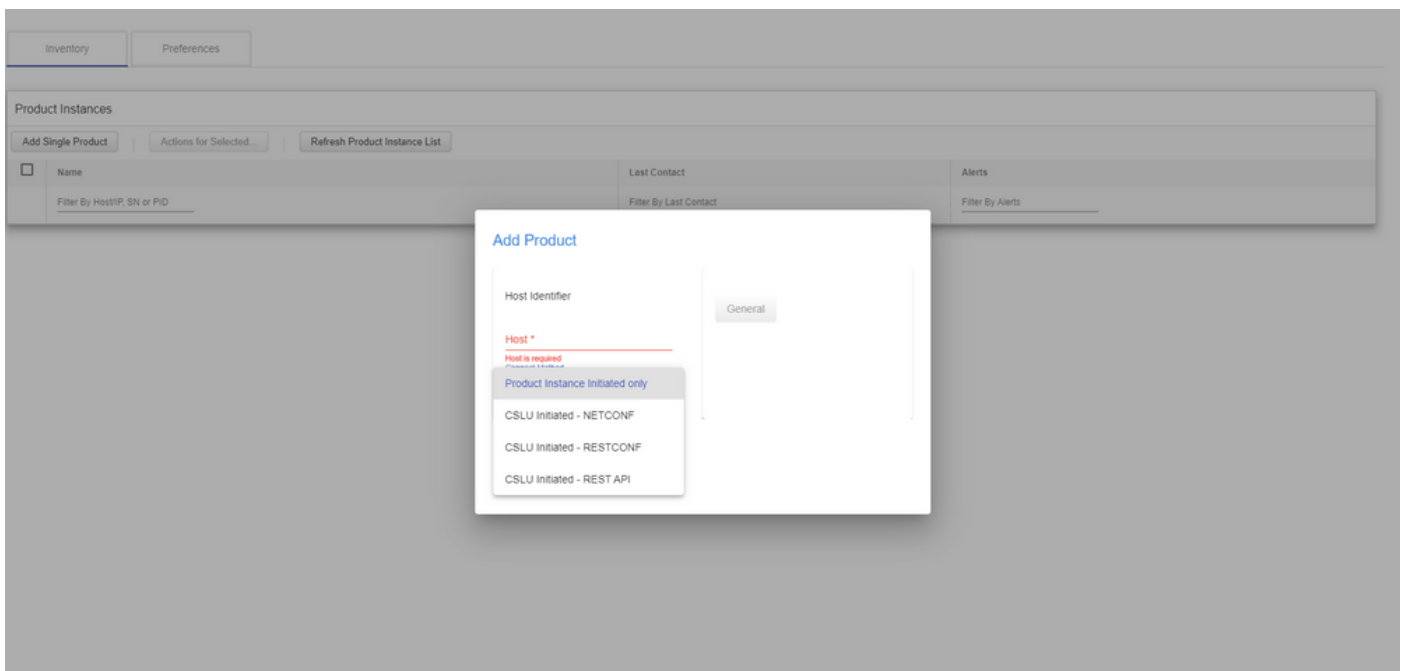 Inventory Preferences
Product Instances
Add Single Product Actions for Selected... Refresh Product Instance List
Name Last Contact Alerts
Filter By Host/IP, SN or PID Filter By Last Contact Filter By Alerts
Add Product
Host Identifier
General
Host *
Host is required
Connect Method
Product Instance Initiated only
CSLU Initiated - NETCONF
CSLU Initiated - RESTCONF
CSLU Initiated - REST API